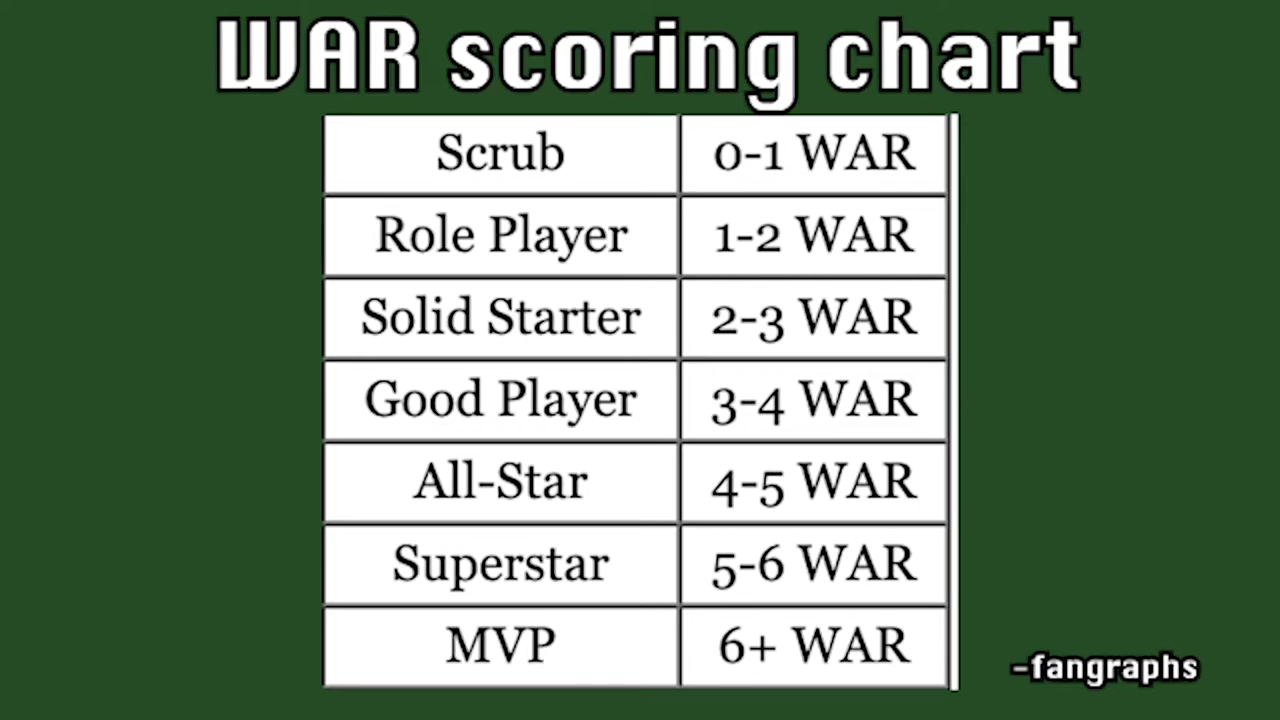 WAR scoring chart
Scrub 0-1 WAR
Role Player 1-2 WAR
Solid Starter 2-3 WAR
Good Player 3-4 WAR
All-Star 4-5 WAR
Superstar 5-6 WAR
MVP 6+ WAR
-fangraphs